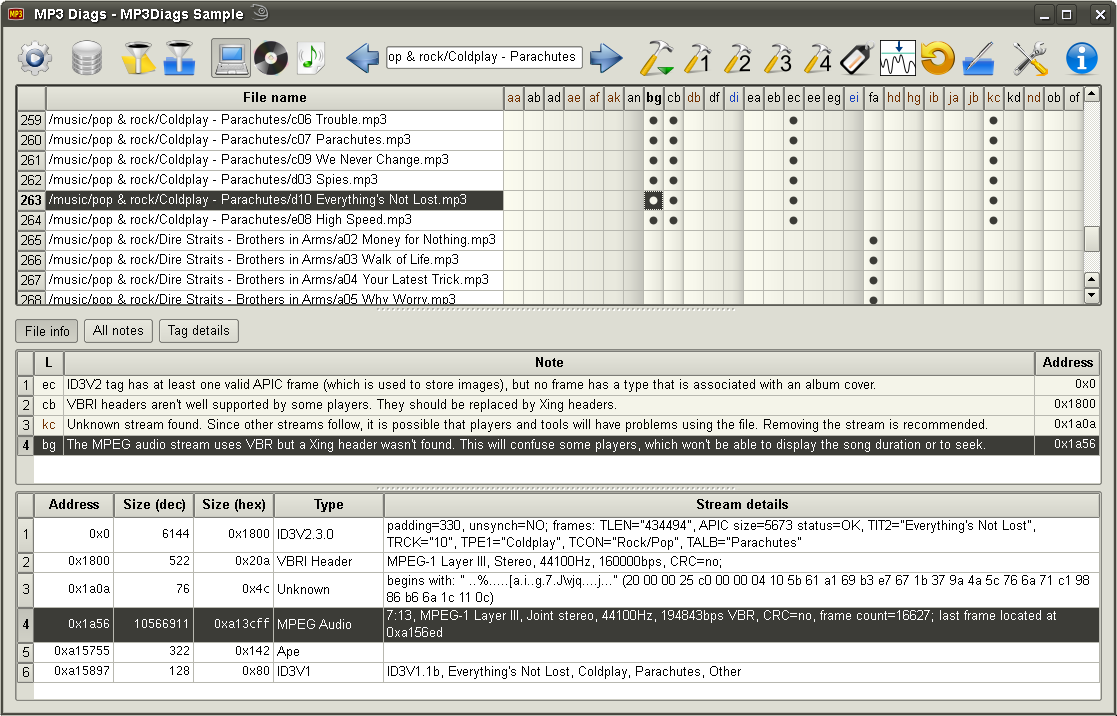 MP3 MP3 Diags - MP3Diags Sample
op & rock/Coldplay - Parachutes 1 2 3 4
File name aa ab ad ae af ak an bg cb db df di ea eb ec ee eg ei fa hd hg ib ja jb kc kd nd ob of
259 /music/pop & rock/Coldplay - Parachutes/c06 Trouble.mp3
260 /music/pop & rock/Coldplay - Parachutes/c07 Parachutes.mp3
261 /music/pop & rock/Coldplay - Parachutes/c09 We Never Change.mp3
262 /music/pop & rock/Coldplay - Parachutes/d03 Spies.mp3
263 /music/pop & rock/Coldplay - Parachutes/d10 Everything's Not Lost.mp3
264 /music/pop & rock/Coldplay - Parachutes/e08 High Speed.mp3
265 /music/pop & rock/Dire Straits - Brothers in Arms/a02 Money for Nothing.mp3
266 /music/pop & rock/Dire Straits - Brothers in Arms/a03 Walk of Life.mp3
267 /music/pop & rock/Dire Straits - Brothers in Arms/a04 Your Latest Trick.mp3
268 /music/pop & rock/Dire Straits - Brothers in Arms/a05 Why Worry.mp3
File info All notes Tag details
L Note Address
1 ec ID3V2 tag has at least one valid APIC frame (which is used to store images), but no frame has a type that is associated with an album cover. 0x0
2 cb VBRI headers aren't well supported by some players. They should be replaced by Xing headers. 0x1800
3 kc Unknown stream found. Since other streams follow, it is possible that players and tools will have problems using the file. Removing the stream is recommended. 0x1a0a
4 bg The MPEG audio stream uses VBR but a Xing header wasn't found. This will confuse some players, which won't be able to display the song duration or to seek. 0x1a56
Address Size (dec) Size (hex) Type Stream details
1 0x0 6144 0x1800 ID3V2.3.0 padding=330, unsynch=NO; frames: TLEN="434494", APIC size=5673 status=OK, TIT2="Everything's Not Lost",
TRCK="10", TPE1="Coldplay", TCON="Rock/Pop", TALB="Parachutes"
2 0x1800 522 0x20a VBRI Header MPEG-1 Layer III, Stereo, 44100Hz, 160000bps, CRC=no;
3 0x1a0a 76 0x4c Unknown begins with: " ..%.....[a.i..g.7.J\vjq....j..." (20 00 00 25 c0 00 00 04 10 5b 61 a1 69 b3 e7 67 1b 37 9a 4a 5c 76 6a 71 c1 98
86 b6 6a 1c 11 0c)
4 0x1a56 10566911 0xa13cff MPEG Audio 7:13, MPEG-1 Layer III, Joint stereo, 44100Hz, 194843bps VBR, CRC=no, frame count=16627; last frame located at
0xa156ed
5 0xa15755 322 0x142 Ape
6 0xa15897 128 0x80 ID3V1 ID3V1.1b, Everything's Not Lost, Coldplay, Parachutes, Other